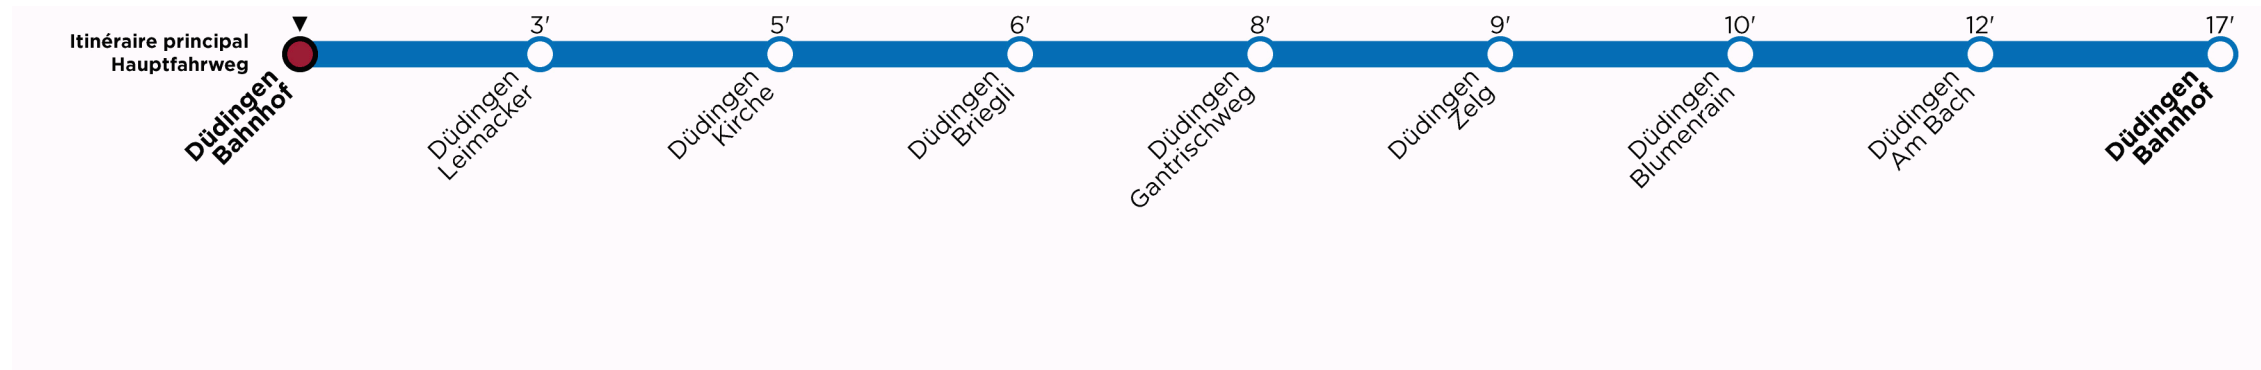 Itinéraire principal
Hauptfahrweg
3'
5'
6'
8'
9'
10'
12'
17'
Düdingen
Bahnhof
Düdingen
Leimacker
Düdingen
Kirche
Düdingen
Briegli
Düdingen
Gantrischweg
Düdingen
Zelg
Düdingen
Blumenrain
Düdingen
Am Bach
Düdingen
Bahnhof